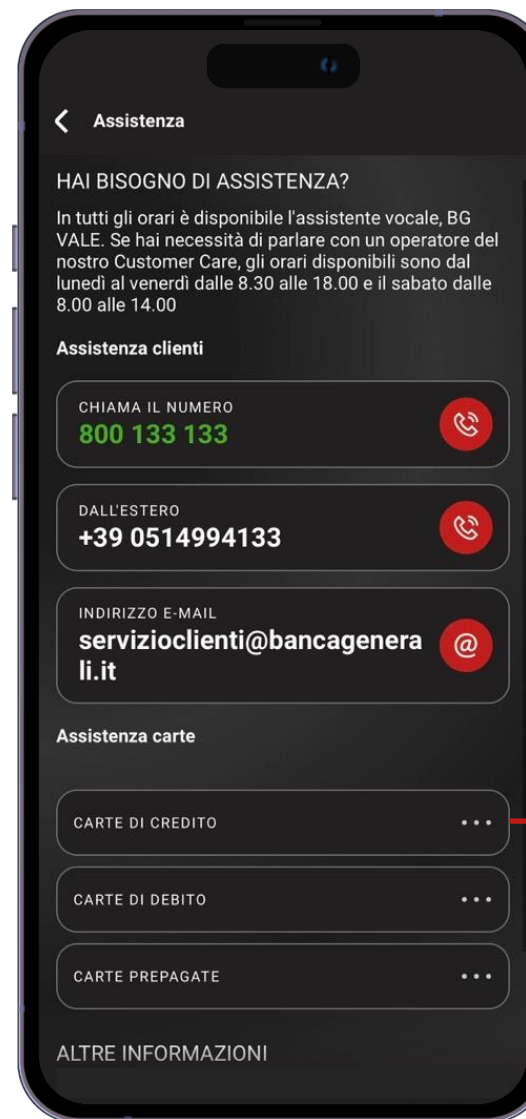 Assistenza
HAI BISOGNO DI ASSISTENZA?
In tutti gli orari è disponibile l'assistente vocale, BG
VALE. Se hai necessità di parlare con un operatore del
nostro Customer Care, gli orari disponibili sono dal
lunedì al venerdì dalle 8.30 alle 18.00 e il sabato dalle
8.00 alle 14.00
Assistenza clienti
CHIAMA IL NUMERO
800 133 133
DALL'ESTERO
+39 0514994133
INDIRIZZO E-MAIL
servizioclienti@bancagenera
li.it
Assistenza carte
CARTE DI CREDITO
CARTE DI DEBITO
CARTE PREPAGATE
ALTRE INFORMAZIONI